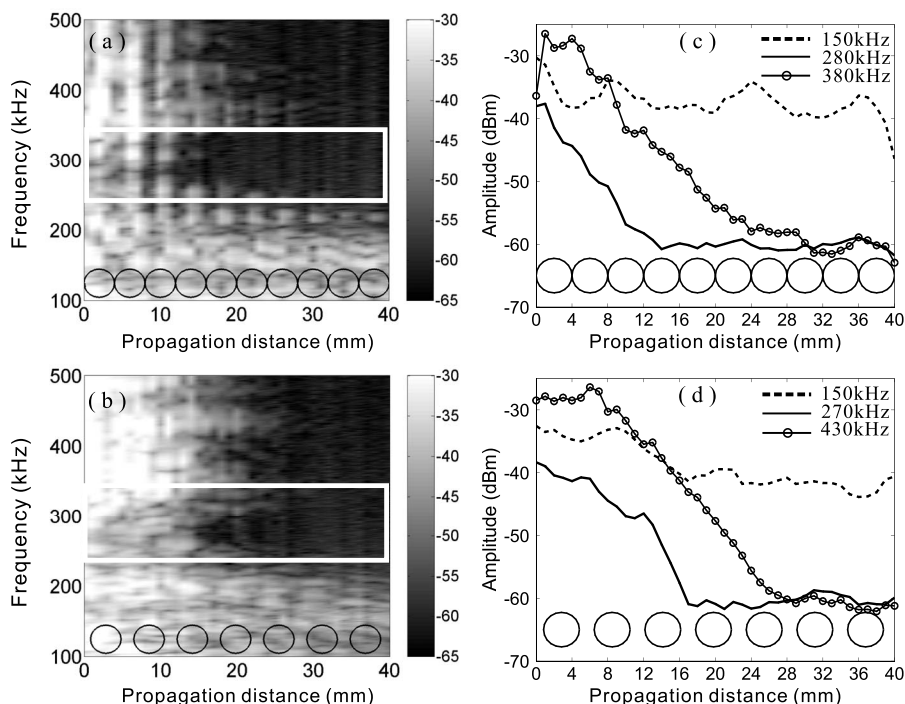 ( a )
Frequency (kHz)
500
400
300
200
100
0 10 20 30 40
Propagation distance (mm)
-30
-35
-40
-45
-50
-55
-60
-65
( c )
150kHz
280kHz
380kHz
Amplitude (dBm)
-30
-40
-50
-60
-70
0 4 8 12 16 20 24 28 32 36 40
Propagation distance (mm)
( b )
Frequency (kHz)
500
400
300
200
100
0 10 20 30 40
Propagation distance (mm)
-30
-35
-40
-45
-50
-55
-60
-65
( d )
150kHz
270kHz
430kHz
Amplitude (dBm)
-30
-40
-50
-60
-70
0 4 8 12 16 20 24 28 32 36 40
Propagation distance (mm)